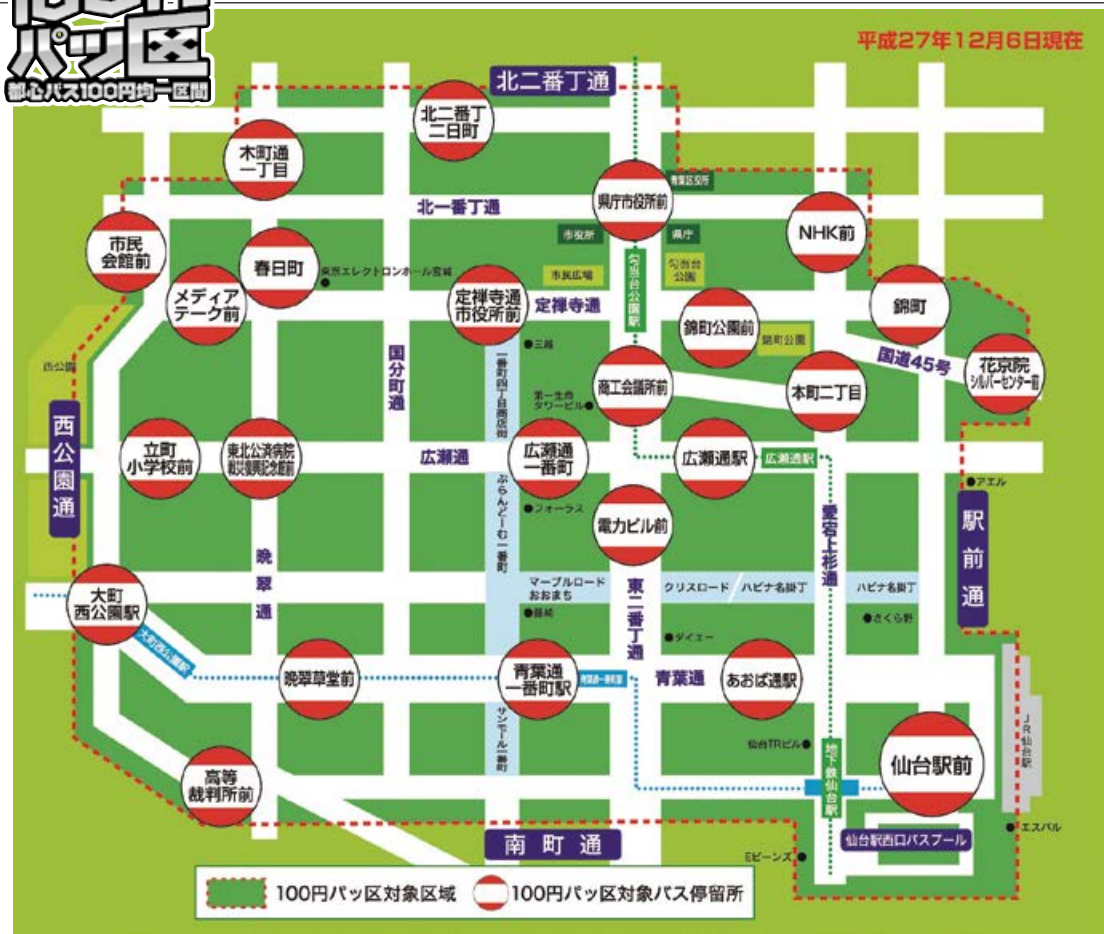 パッ区
都心バス100円均一区間
平成27年12月6日現在
北二番丁通
北二番丁
二日町
木町通
一丁目
県庁市役所前
青葉区役所
北一番丁通
NHK前
市民
会館前
春日町
市役所
県庁
東京エレクトロンホール宮城
市民広場
勾当台
公園
勾当台公園駅
メディア
テーク前
定禅寺通
市役所前
定禅寺通
錦町公園前
錦町公園
錦町
国道45号
花京院
シルバーセンター前
西公園
国分町通
三越
一番町四丁目商店街
第一生命
タワービル
商工会議所前
本町二丁目
西公園通
立町
小学校前
東北公済病院
戦災復興記念館前
広瀬通
広瀬通
一番町
広瀬通駅
広瀬通駅
アエル
駅前通
フォーラス
ぶらんどーむ一番町
電力ビル前
愛宕上杉通
晩翠通
大町
西公園駅
大町西公園駅
マーブルロード
おおまち
藤崎
東二番丁通
クリスロード
ハピナ名掛丁
ハピナ名掛丁
さくら野
ダイエー
晩翠草堂前
青葉通
一番町駅
青葉通一番町駅
青葉通
あおば通駅
サンモール一番町
仙台TRビル
地下鉄仙台駅
仙台駅前
JR仙台駅
高等
裁判所前
南町通
仙台駅西口バスプール
エスパル
Eビーンズ
100円パッ区対象区域
100円パッ区対象バス停留所